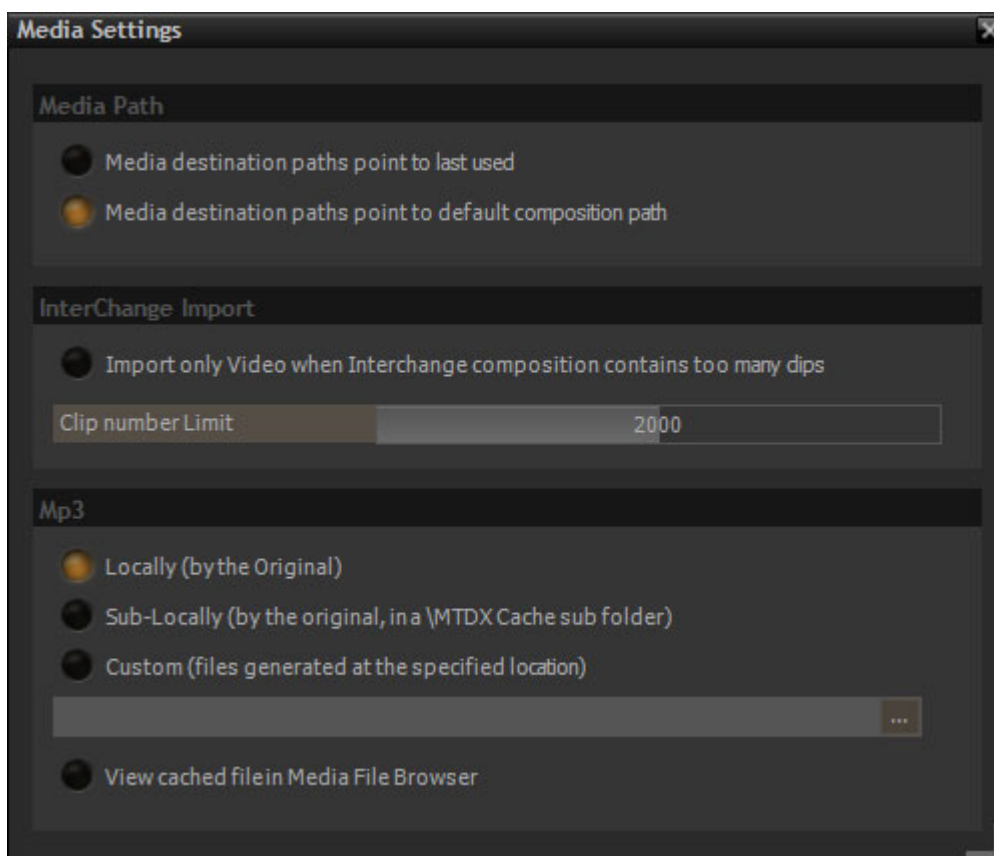 Media Settings
Media Path
Media destination paths point to last used
Media destination paths point to default composition path
InterChange Import
Import only Video when Interchange composition contains too many clips
Clip number Limit 2000
Mp3
Locally (by the Original)
Sub-Locally (by the original, in a \MTDX Cache sub folder)
Custom (files generated at the specified location)
...
View cached file in Media File Browser